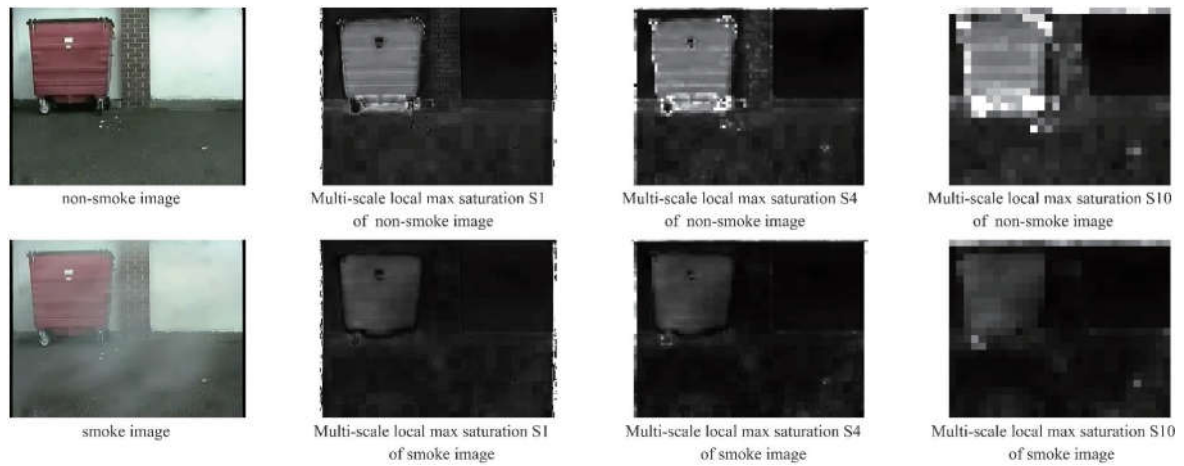 non-smoke image
Multi-scale local max saturation S1
of non-smoke image
Multi-scale local max saturation S4
of non-smoke image
Multi-scale local max saturation S10
of non-smoke image
smoke image
Multi-scale local max saturation S1
of smoke image
Multi-scale local max saturation S4
of smoke image
Multi-scale local max saturation S10
of smoke image